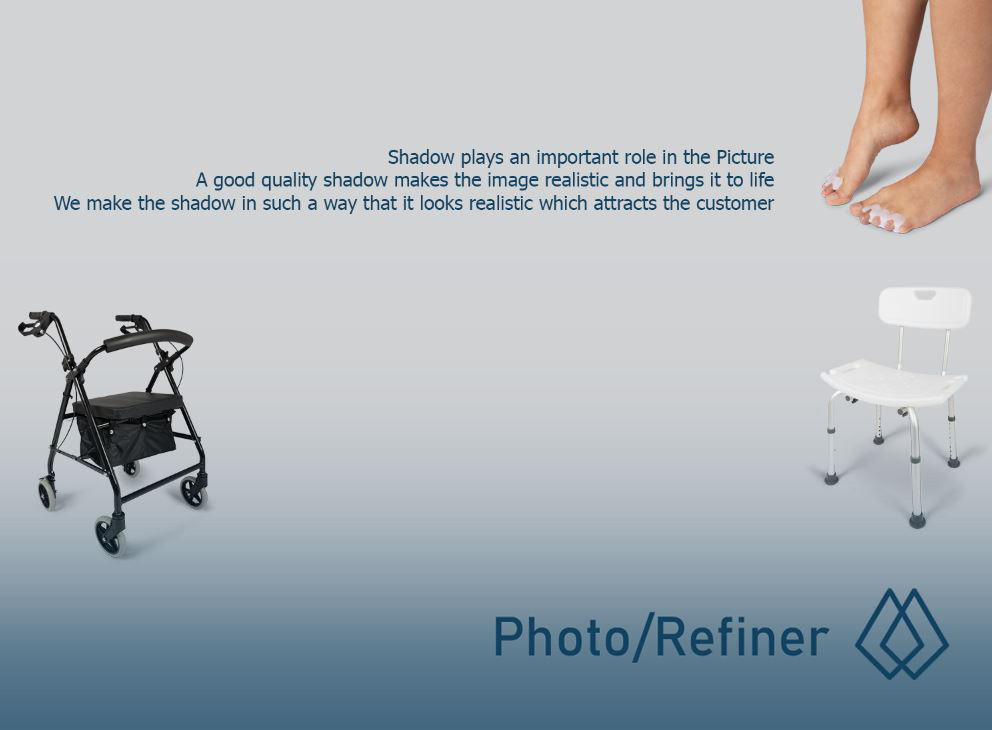 Shadow plays an important role in the Picture
A good quality shadow makes the image realistic and brings it to life
We make the shadow in such a way that it looks realistic which attracts the customer
Photo/Refiner